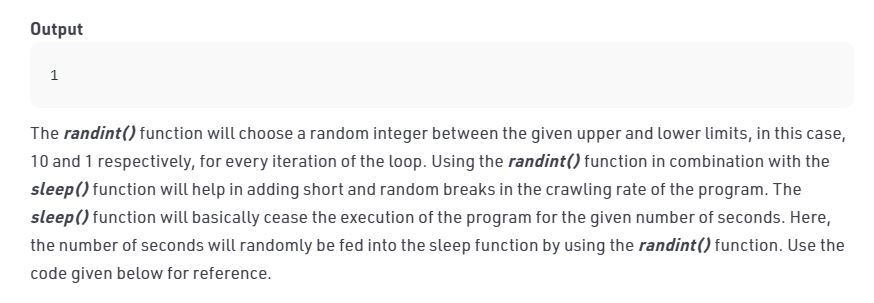 Output
1
The randint() function will choose a random integer between the given upper and lower limits, in this case,
10 and 1 respectively, for every iteration of the loop. Using the randint() function in combination with the
sleep() function will help in adding short and random breaks in the crawling rate of the program. The
sleep() function will basically cease the execution of the program for the given number of seconds. Here,
the number of seconds will randomly be fed into the sleep function by using the randint() function. Use the
code given below for reference.